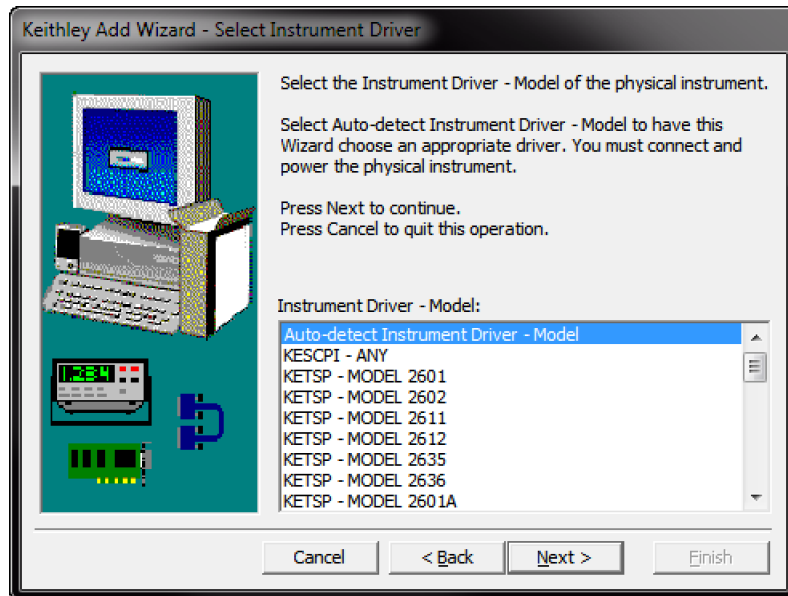 Keithley Add Wizard - Select Instrument Driver
Select the Instrument Driver - Model of the physical instrument.
Select Auto-detect Instrument Driver - Model to have this
Wizard choose an appropriate driver. You must connect and
power the physical instrument.
Press Next to continue.
Press Cancel to quit this operation.
Instrument Driver - Model:
Auto-detect Instrument Driver - Model
KESCPI - ANY
KETSP - MODEL 2601
KETSP - MODEL 2602
KETSP - MODEL 2611
KETSP - MODEL 2612
KETSP - MODEL 2635
KETSP - MODEL 2636
KETSP - MODEL 2601A
1.234
Cancel
< Back
Next >
Finish